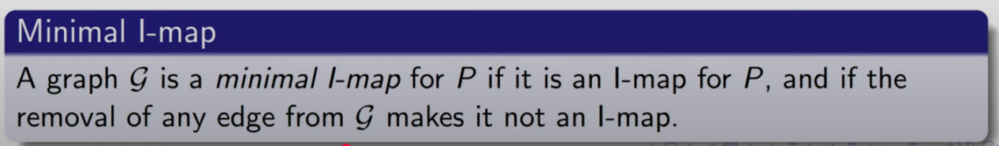 Minimal I-map
A graph 𝒢 is a minimal I-map for P if it is an I-map for P, and if the
removal of any edge from 𝒢 makes it not an I-map.